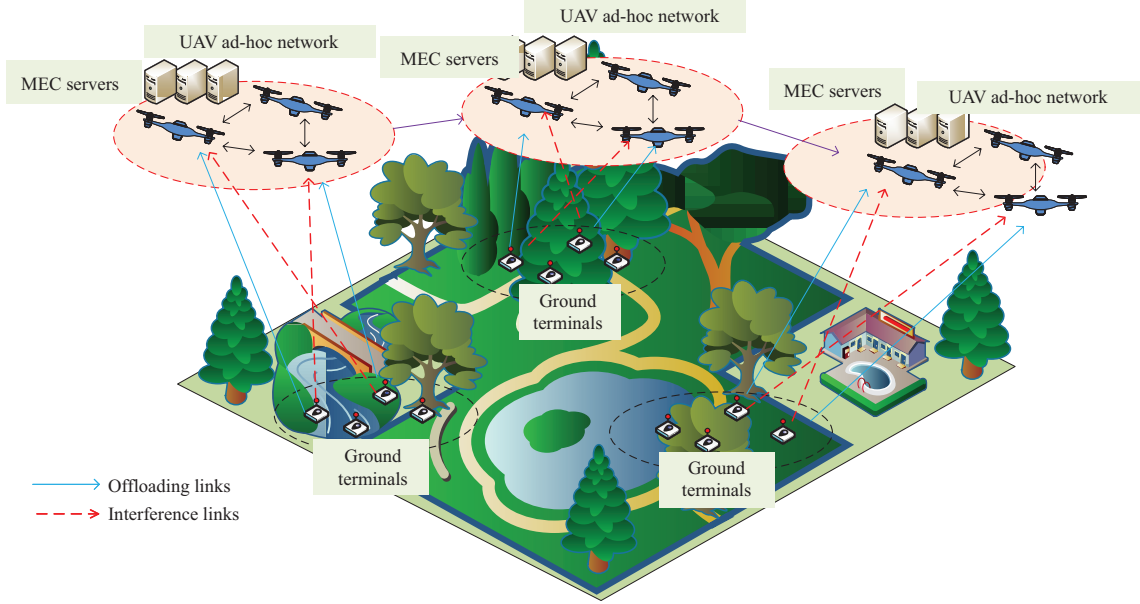 UAV ad-hoc network
MEC servers
UAV ad-hoc network
MEC servers
MEC servers
UAV ad-hoc network
Ground
terminals
Ground
terminals
Ground
terminals
Offloading links
Interference links